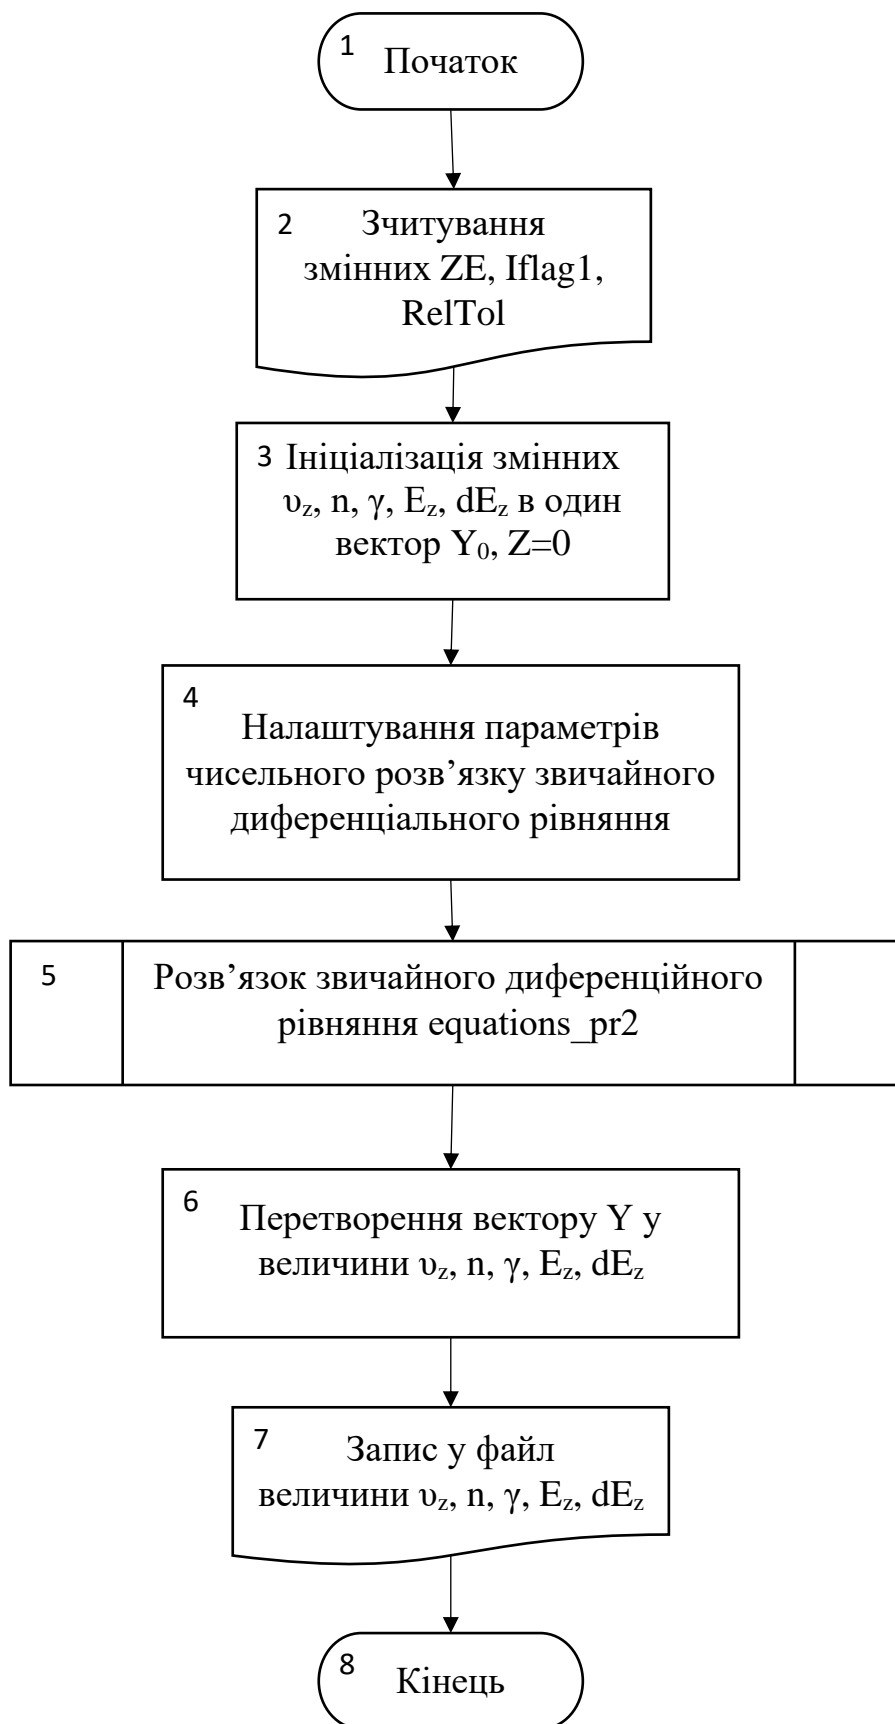 1
Початок
2
Зчитування
змінних ZE, Iflag1,
RelTol
3
Ініціалізація змінних
υz, n, γ, Ez, dEz в один
вектор Y0, Z=0
4
Налаштування параметрів
чисельного розв’язку звичайного
диференціального рівняння
5
Розв’язок звичайного диференційного
рівняння equations_pr2
6
Перетворення вектору Y у
величини υz, n, γ, Ez, dEz
7
Запис у файл
величини υz, n, γ, Ez, dEz
8
Кінець